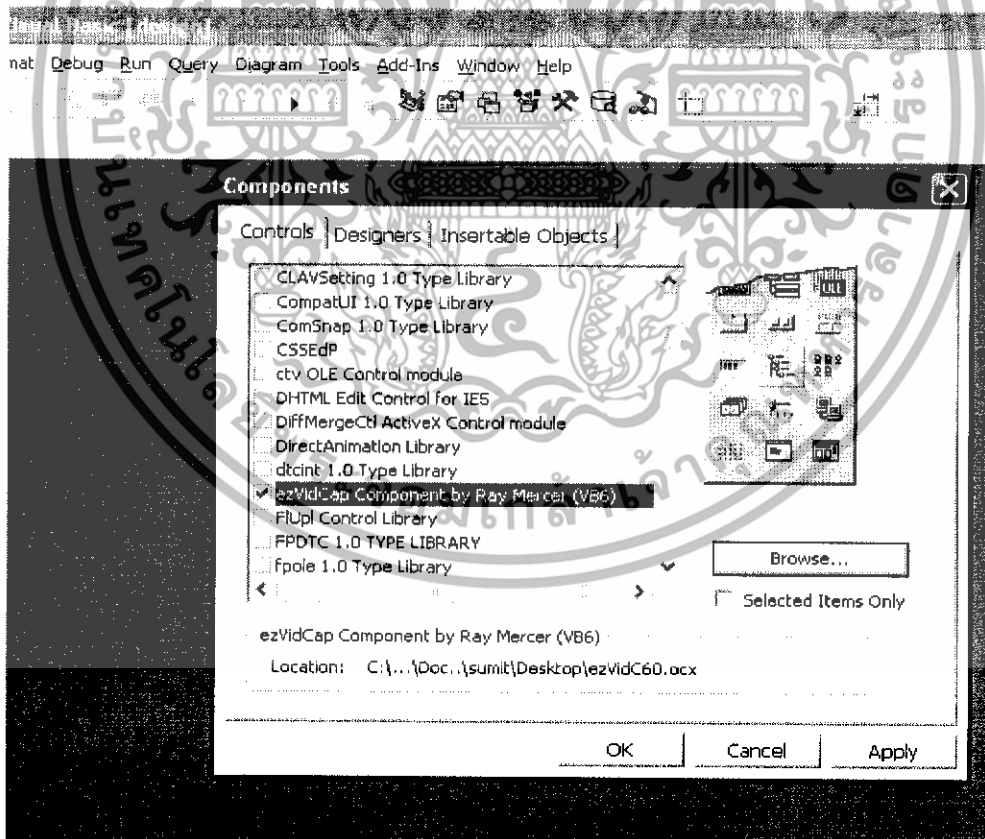 nat Debug Run Query Diagram Tools Add-Ins Window Help
Components
Controls Designers Insertable Objects
CLAVSetting 1.0 Type Library
CompatUI 1.0 Type Library
ComSnap 1.0 Type Library
CSSEdP
ctv OLE Control module
DHTML Edit Control for IE5
DiffMergeCtl ActiveX Control module
DirectAnimation Library
dtcint 1.0 Type Library
ezVidCap Component by Ray Mercer (VB6)
FlUpl Control Library
FPDTC 1.0 TYPE LIBRARY
fpole 1.0 Type Library
Browse...
Selected Items Only
ezVidCap Component by Ray Mercer (VB6)
Location: C:\...\Doc..\sumit\Desktop\ezVidC60.ocx
OK Cancel Apply